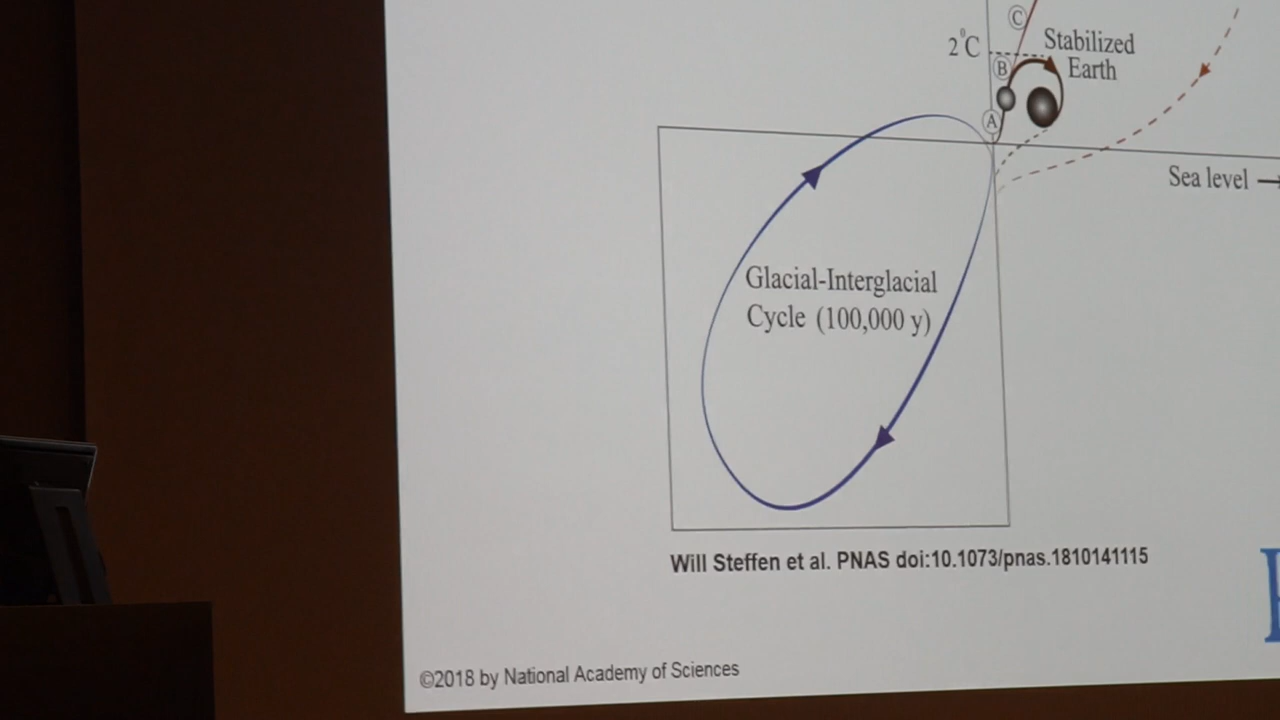 C
2°C
Stabilized
Earth
B
A
Sea level →
Glacial-Interglacial
Cycle (100,000 y)
Will Steffen et al. PNAS doi:10.1073/pnas.1810141115
©2018 by National Academy of Sciences